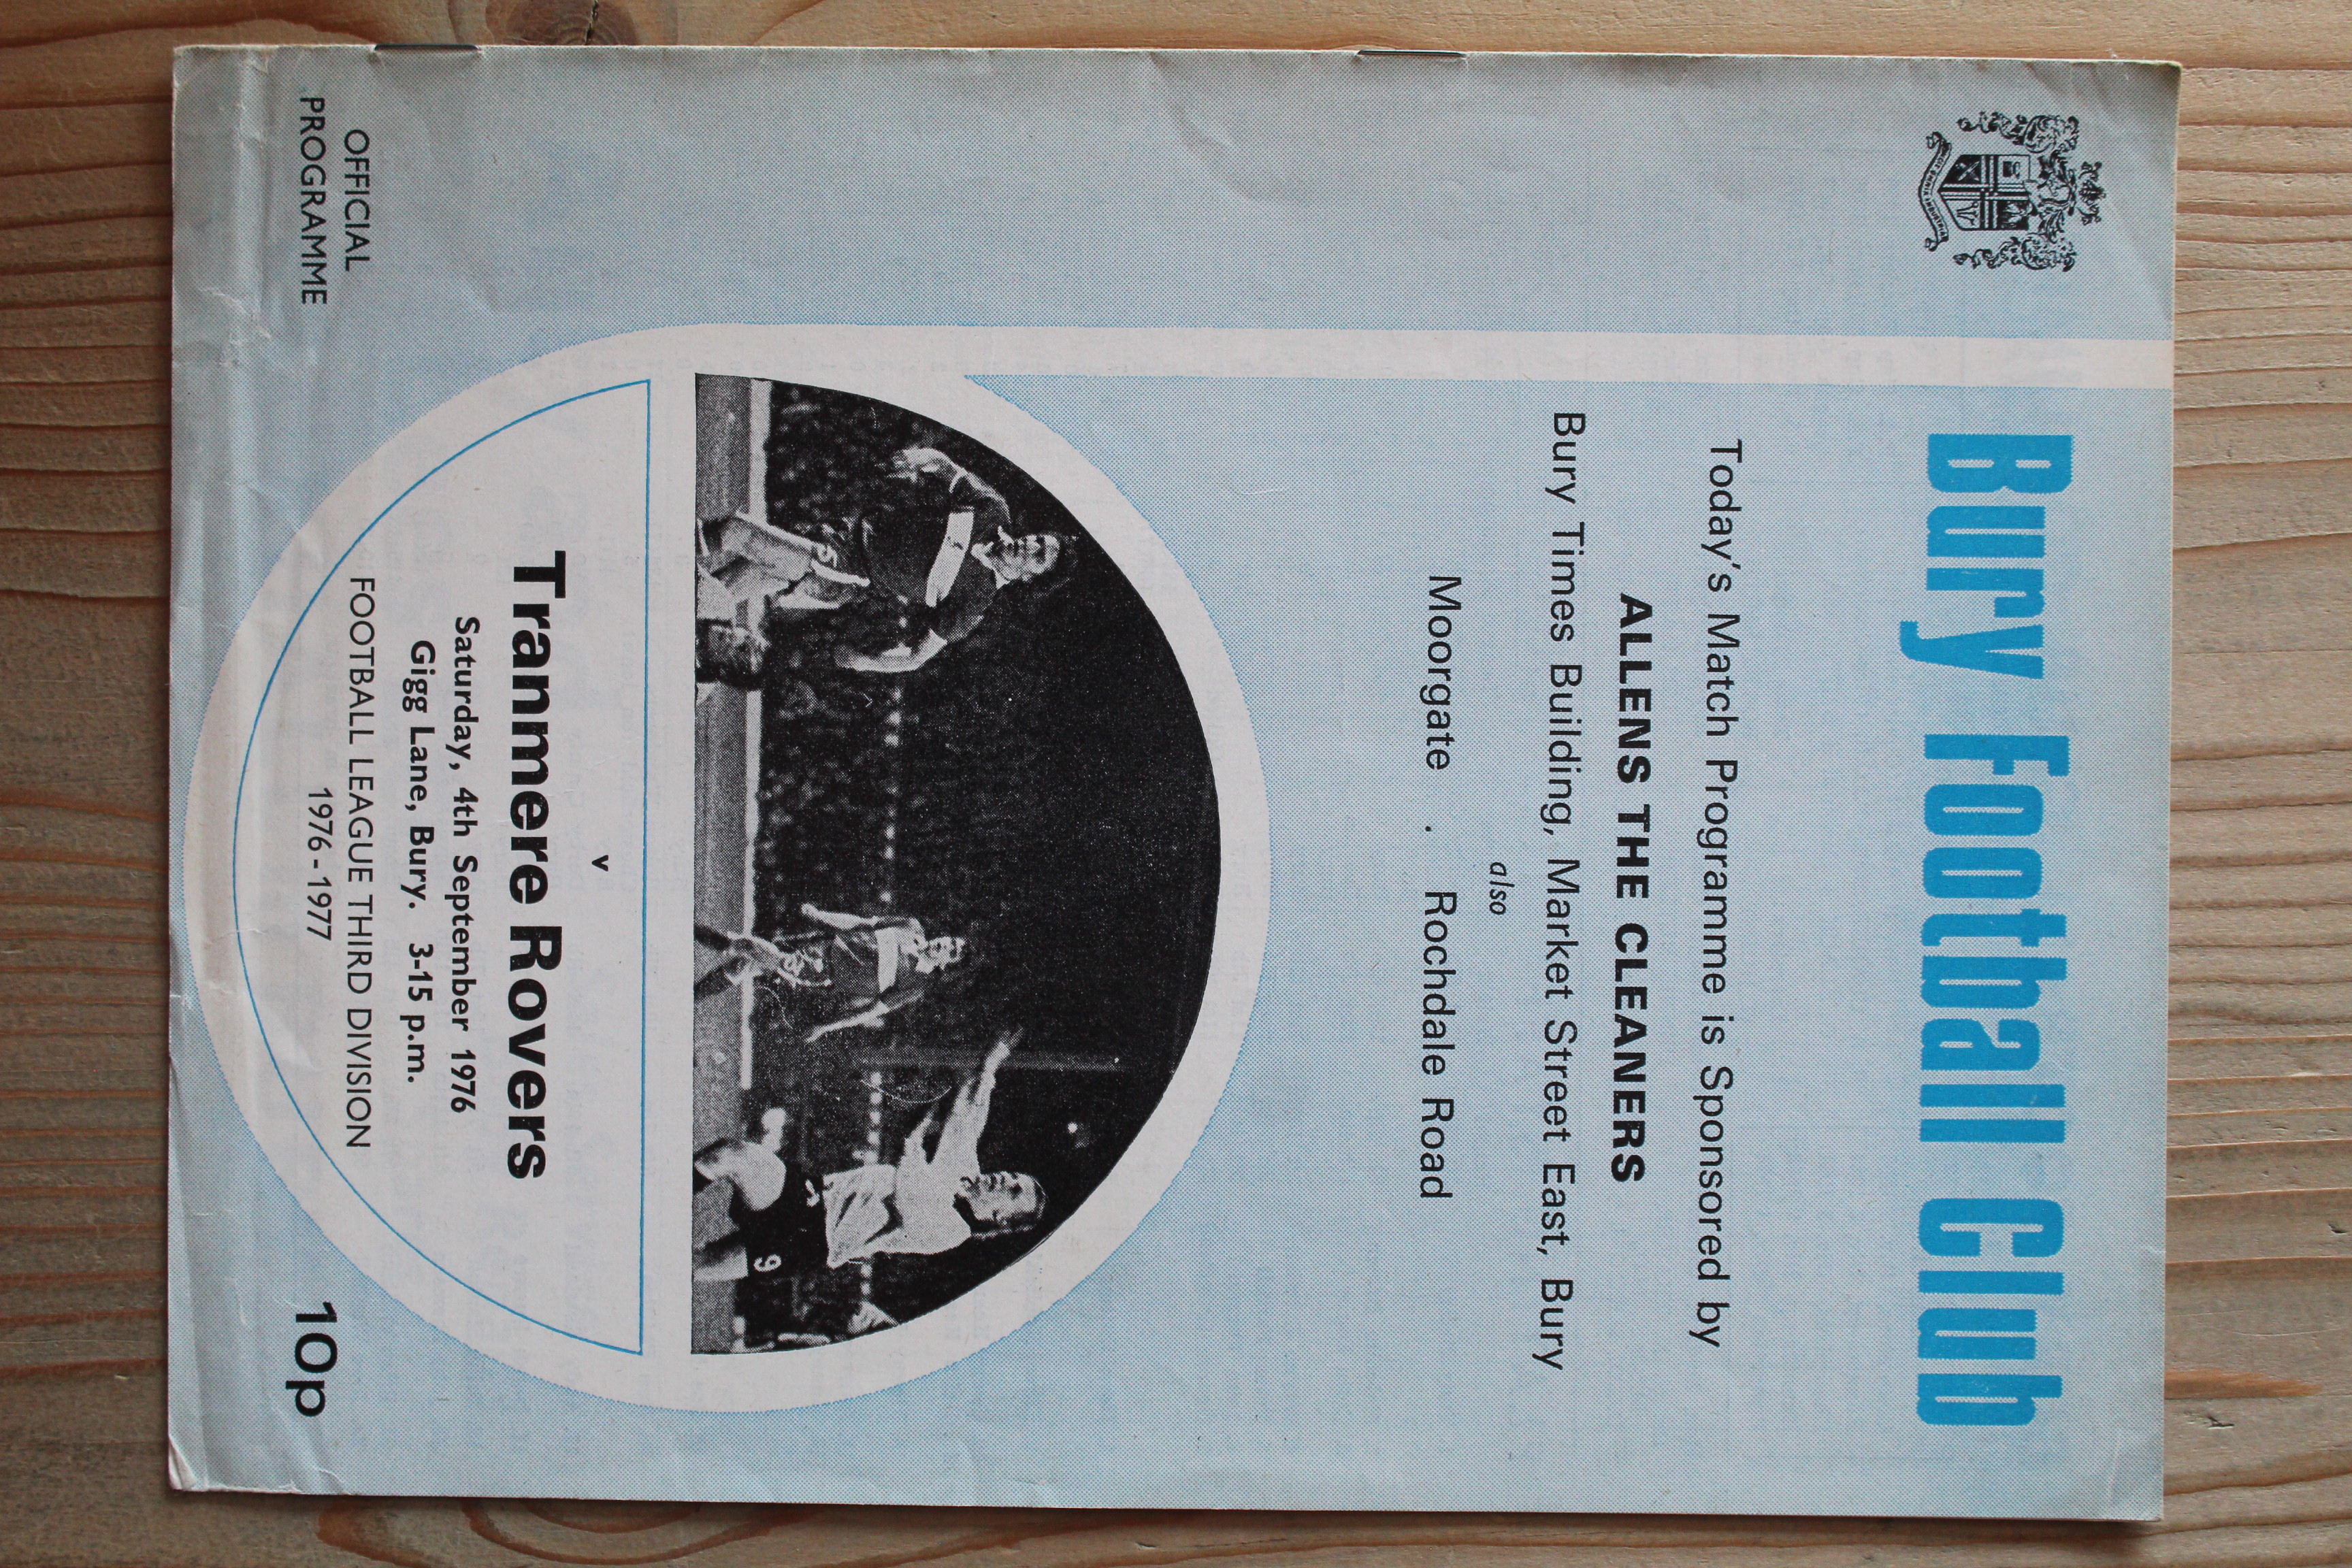 Bury Football Club
Today's Match Programme is Sponsored by
ALLENS THE CLEANERS
Bury Times Building, Market Street East, Bury
also
Moorgate . Rochdale Road
9
v
Tranmere Rovers
Saturday, 4th September 1976
Gigg Lane, Bury. 3-15 p.m.
FOOTBALL LEAGUE THIRD DIVISION
1976-1977
OFFICIAL
PROGRAMME
10p